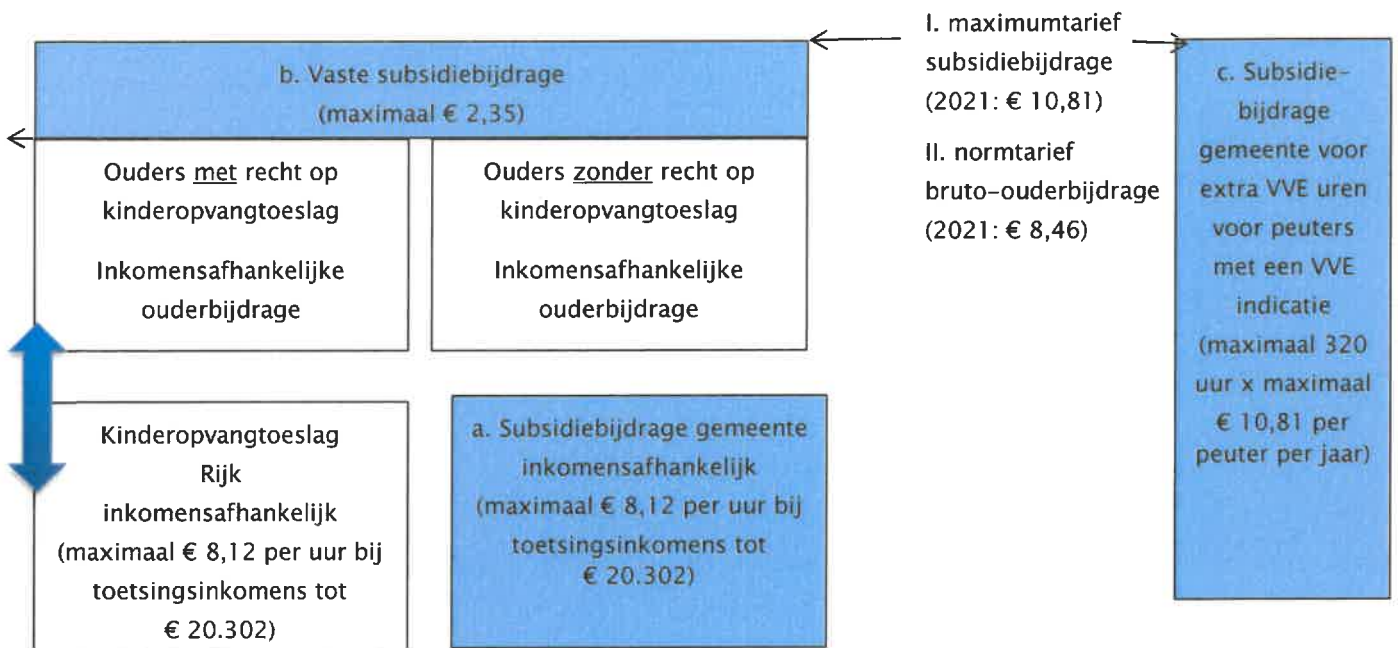 b. Vaste subsidiebijdrage
(maximaal € 2,35)
Ouders met recht op
kinderopvangtoeslag
Inkomensafhankelijke
ouderbijdrage
Ouders zonder recht op
kinderopvangtoeslag
Inkomensafhankelijke
ouderbijdrage
Kinderopvangtoeslag
Rijk
inkomensafhankelijk
(maximaal € 8,12 per uur bij
toetsingsinkomens tot
€ 20.302)
a. Subsidiebijdrage gemeente
inkomensafhankelijk
(maximaal € 8,12 per uur bij
toetsingsinkomens tot
€ 20.302)
I. maximumtarief
subsidiebijdrage
(2021: € 10,81)
II. normtarief
bruto-ouderbijdrage
(2021: € 8,46)
c. Subsidie-
bijdrage
gemeente voor
extra VVE uren
voor peuters
met een VVE
indicatie
(maximaal 320
uur x maximaal
€ 10,81 per
peuter per jaar)